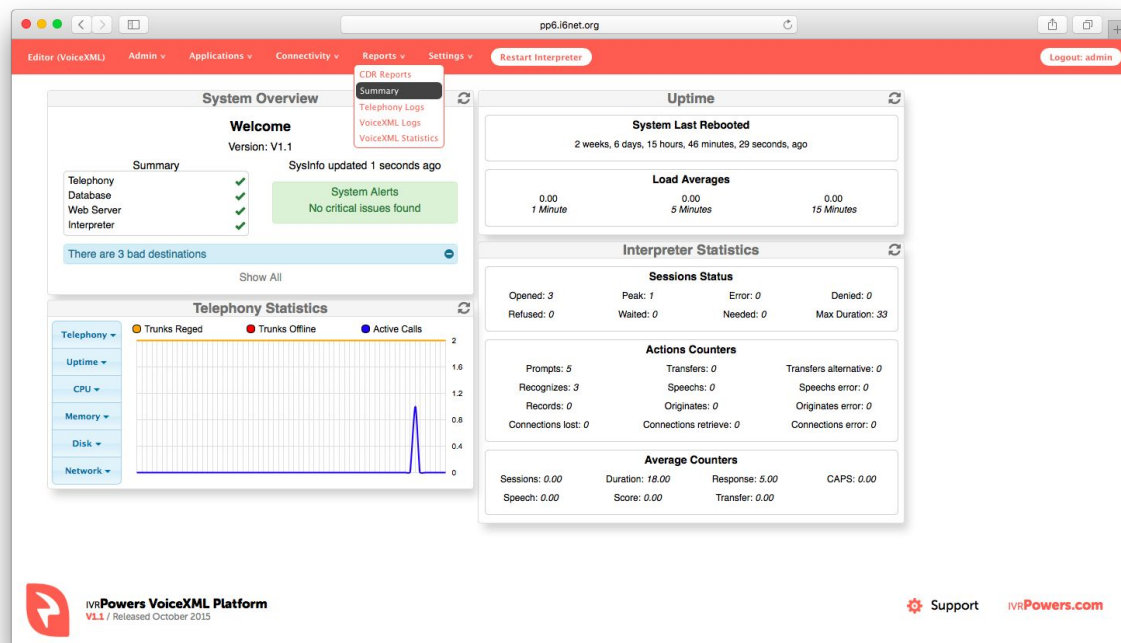 pp6.i6net.org
Editor (VoiceXML) Admin v Applications v Connectivity v Reports v Settings v Restart Interpreter Logout: admin
CDR Reports
Summary
Telephony Logs
VoiceXML Logs
VoiceXML Statistics
System Overview
Welcome
Version: V1.1
Summary
SysInfo updated 1 seconds ago
Telephony
Database
Web Server
Interpreter
System Alerts
No critical issues found
There are 3 bad destinations
Show All
Telephony Statistics
Telephony
Uptime
CPU
Memory
Disk
Network
Trunks Reged Trunks Offline Active Calls
2
1.6
1.2
0.8
0.4
0
Uptime
System Last Rebooted
2 weeks, 6 days, 15 hours, 46 minutes, 29 seconds, ago
Load Averages
0.00 0.00 0.00
1 Minute 5 Minutes 15 Minutes
Interpreter Statistics
Sessions Status
Opened: 3 Peak: 1 Error: 0 Denied: 0
Refused: 0 Waited: 0 Needed: 0 Max Duration: 33
Actions Counters
Prompts: 5 Transfers: 0 Transfers alternative: 0
Recognizes: 3 Speechs: 0 Speechs error: 0
Records: 0 Originates: 0 Originates error: 0
Connections lost: 0 Connections retrieve: 0 Connections error: 0
Average Counters
Sessions: 0.00 Duration: 18.00 Response: 5.00 CAPS: 0.00
Speech: 0.00 Score: 0.00 Transfer: 0.00
IVRPowers VoiceXML Platform
V1.1 / Released October 2015
Support
IVRPowers.com